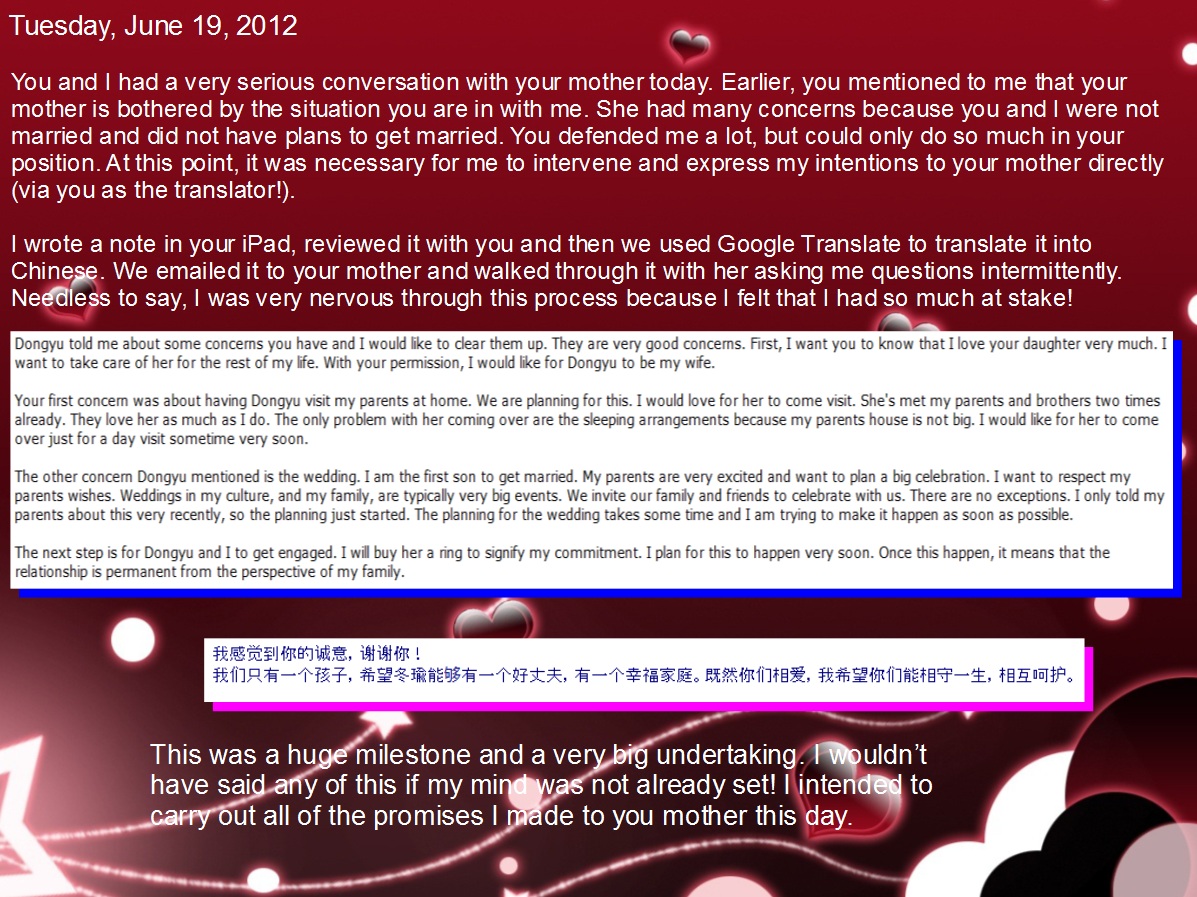 Tuesday, June 19, 2012
You and I had a very serious conversation with your mother today. Earlier, you mentioned to me that your
mother is bothered by the situation you are in with me. She had many concerns because you and I were not
married and did not have plans to get married. You defended me a lot, but could only do so much in your
position. At this point, it was necessary for me to intervene and express my intentions to your mother directly
(via you as the translator!).
I wrote a note in your iPad, reviewed it with you and then we used Google Translate to translate it into
Chinese. We emailed it to your mother and walked through it with her asking me questions intermittently.
Needless to say, I was very nervous through this process because I felt that I had so much at stake!
Dongyu told me about some concerns you have and I would like to clear them up. They are very good concerns. First, I want you to know that I love your daughter very much. I
want to take care of her for the rest of my life. With your permission, I would like for Dongyu to be my wife.
Your first concern was about having Dongyu visit my parents at home. We are planning for this. I would love for her to come visit. She's met my parents and brothers two times
already. They love her as much as I do. The only problem with her coming over are the sleeping arrangements because my parents house is not big. I would like for her to come
over just for a day visit sometime very soon.
The other concern Dongyu mentioned is the wedding. I am the first son to get married. My parents are very excited and want to plan a big celebration. I want to respect my
parents wishes. Weddings in my culture, and my family, are typically very big events. We invite our family and friends to celebrate with us. There are no exceptions. I only told my
parents about this very recently, so the planning just started. The planning for the wedding takes some time and I am trying to make it happen as soon as possible.
The next step is for Dongyu and I to get engaged. I will buy her a ring to signify my commitment. I plan for this to happen very soon. Once this happen, it means that the
relationship is permanent from the perspective of my family.
我感觉到你的诚意, 谢谢你！
我们只有一个孩子, 希望冬瑜能够有一个好丈夫, 有一个幸福家庭。既然你们相爱, 我希望你们能相守一生, 相互呵护。
This was a huge milestone and a very big undertaking. I wouldn’t
have said any of this if my mind was not already set! I intended to
carry out all of the promises I made to you mother this day.